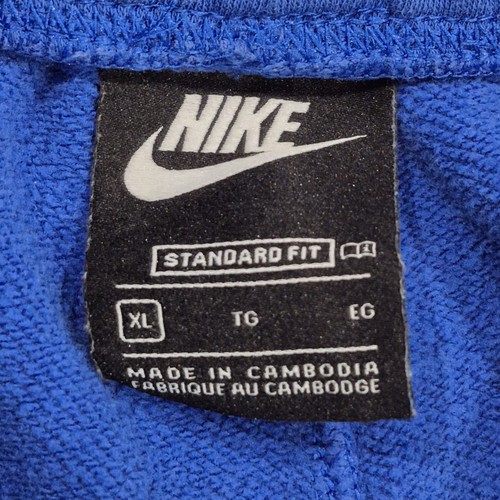 NIKE
STANDARD FIT
XL TG EG
MADE IN CAMBODIA
FABRIQUE AU CAMBODGE